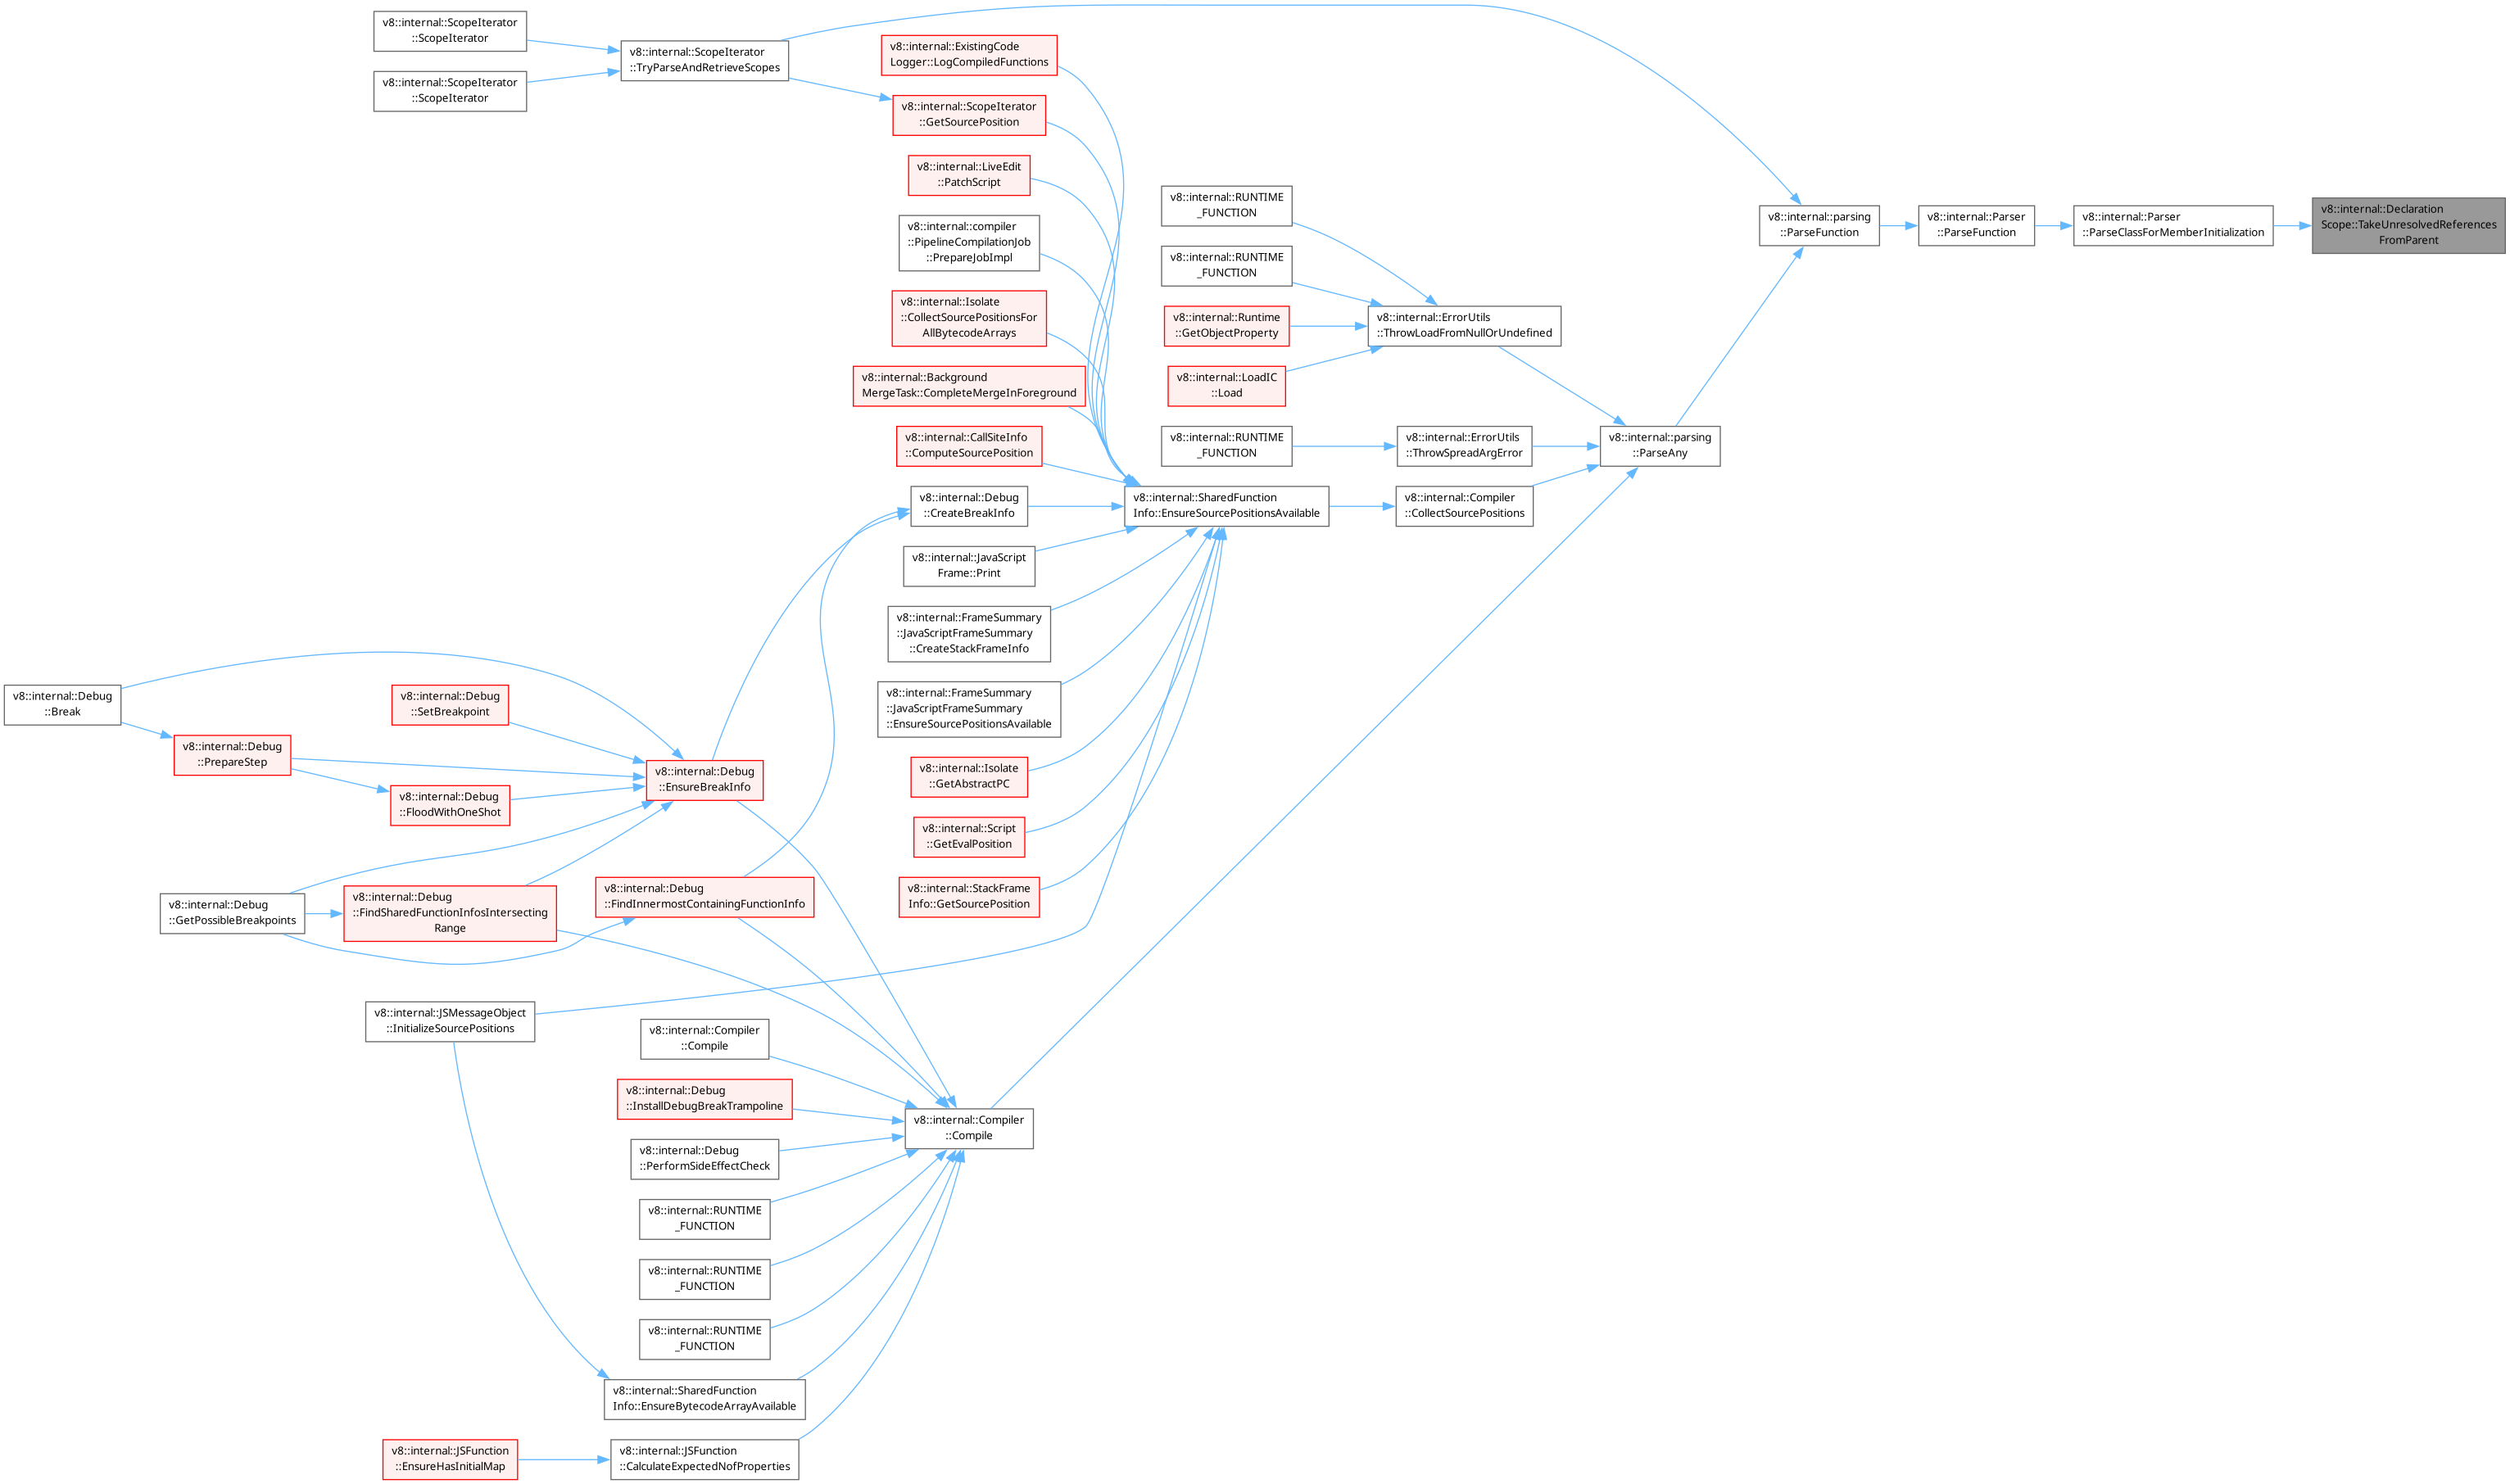 v8::internal::ScopeIterator
::ScopeIterator
v8::internal::ScopeIterator
::ScopeIterator
v8::internal::ScopeIterator
::TryParseAndRetrieveScopes
v8::internal::ExistingCode
Logger::LogCompiledFunctions
v8::internal::ScopeIterator
::GetSourcePosition
v8::internal::LiveEdit
::PatchScript
v8::internal::compiler
::PipelineCompilationJob
::PrepareJobImpl
v8::internal::Isolate
::CollectSourcePositionsFor
AllBytecodeArrays
v8::internal::Background
MergeTask::CompleteMergeInForeground
v8::internal::CallSiteInfo
::ComputeSourcePosition
v8::internal::Debug
::CreateBreakInfo
v8::internal::JavaScript
Frame::Print
v8::internal::FrameSummary
::JavaScriptFrameSummary
::CreateStackFrameInfo
v8::internal::FrameSummary
::JavaScriptFrameSummary
::EnsureSourcePositionsAvailable
v8::internal::Isolate
::GetAbstractPC
v8::internal::Script
::GetEvalPosition
v8::internal::StackFrame
Info::GetSourcePosition
v8::internal::RUNTIME
_FUNCTION
v8::internal::RUNTIME
_FUNCTION
v8::internal::Runtime
::GetObjectProperty
v8::internal::LoadIC
::Load
v8::internal::RUNTIME
_FUNCTION
v8::internal::SharedFunction
Info::EnsureSourcePositionsAvailable
v8::internal::ErrorUtils
::ThrowLoadFromNullOrUndefined
v8::internal::ErrorUtils
::ThrowSpreadArgError
v8::internal::Compiler
::CollectSourcePositions
v8::internal::parsing
::ParseAny
v8::internal::parsing
::ParseFunction
v8::internal::Parser
::ParseFunction
v8::internal::Parser
::ParseClassForMemberInitialization
v8::internal::Declaration
Scope::TakeUnresolvedReferences
FromParent
v8::internal::Debug
::Break
v8::internal::Debug
::PrepareStep
v8::internal::Debug
::SetBreakpoint
v8::internal::Debug
::FloodWithOneShot
v8::internal::Debug
::EnsureBreakInfo
v8::internal::Debug
::GetPossibleBreakpoints
v8::internal::Debug
::FindSharedFunctionInfosIntersecting
Range
v8::internal::Debug
::FindInnermostContainingFunctionInfo
v8::internal::JSMessageObject
::InitializeSourcePositions
v8::internal::Compiler
::Compile
v8::internal::Debug
::InstallDebugBreakTrampoline
v8::internal::Debug
::PerformSideEffectCheck
v8::internal::RUNTIME
_FUNCTION
v8::internal::RUNTIME
_FUNCTION
v8::internal::RUNTIME
_FUNCTION
v8::internal::Compiler
::Compile
v8::internal::SharedFunction
Info::EnsureBytecodeArrayAvailable
v8::internal::JSFunction
::EnsureHasInitialMap
v8::internal::JSFunction
::CalculateExpectedNofProperties